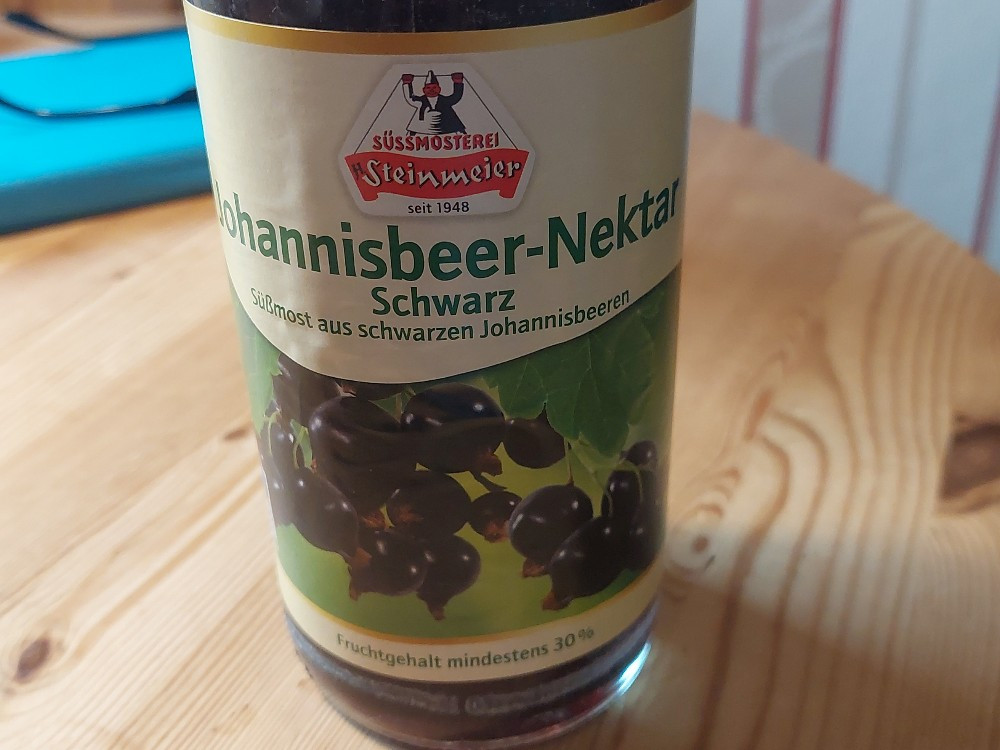 SÜSSMOSTEREI
H. Steinmeier
seit 1948
Johannisbeer-Nektar
Schwarz
Süßmost aus schwarzen Johannisbeeren
Fruchtgehalt mindestens 30 %